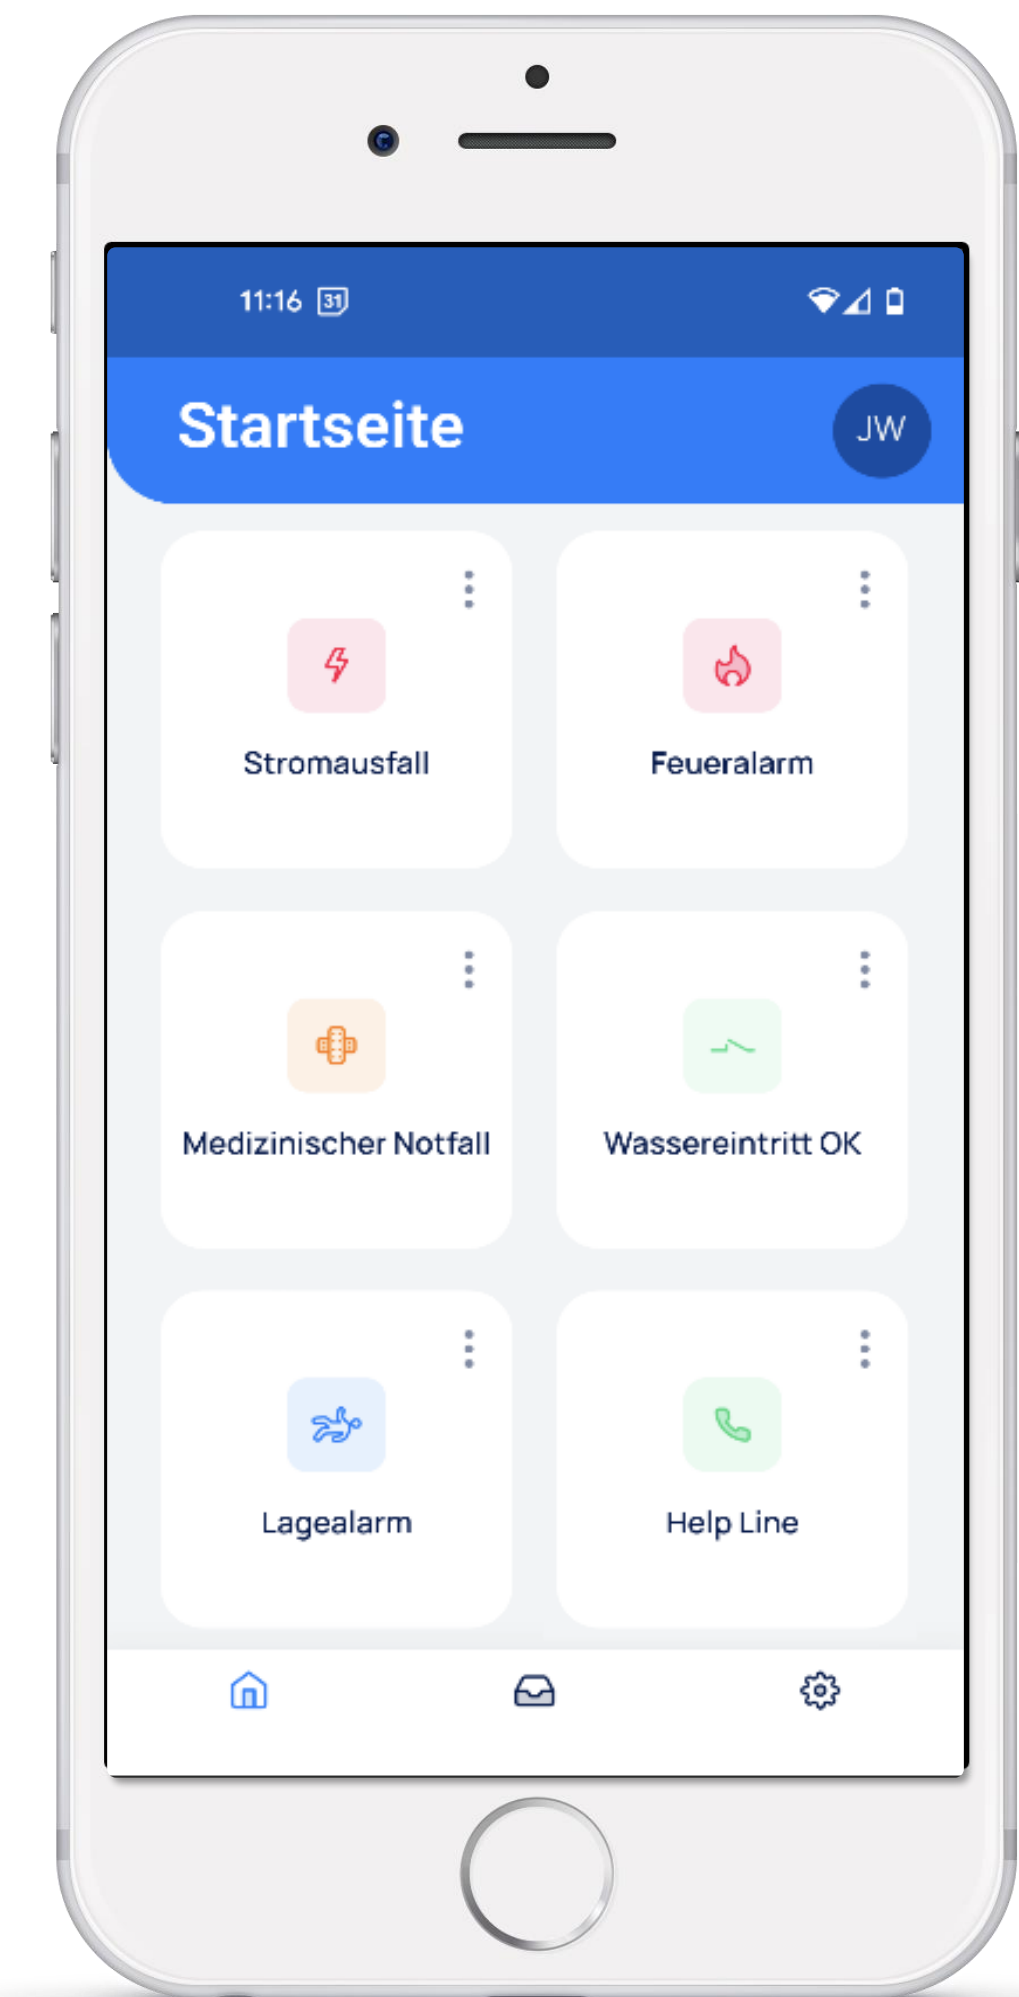 11:16 31
Startseite
JW
Stromausfall
Feueralarm
Medizinischer Notfall
Wassereintritt OK
Lagealarm
Help Line